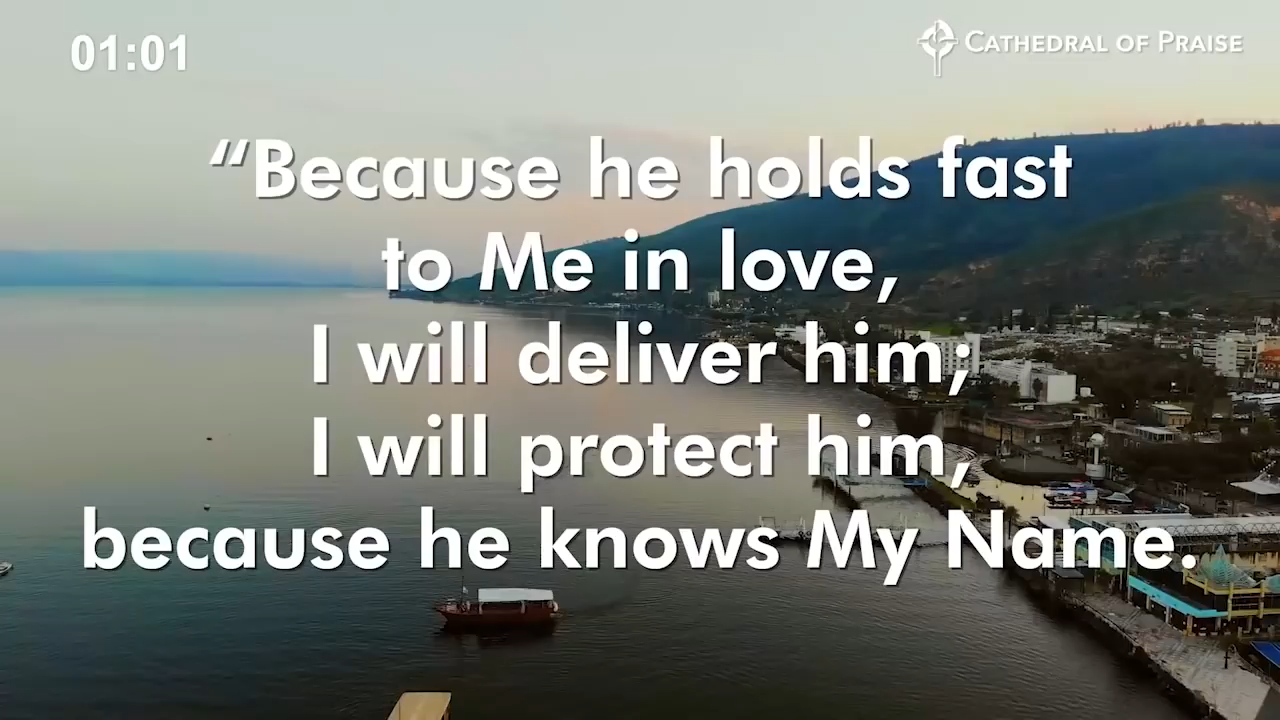 01:01
CATHEDRAL OF PRAISE
“Because he holds fast
to Me in love,
I will deliver him;
I will protect him,
because he knows My Name.